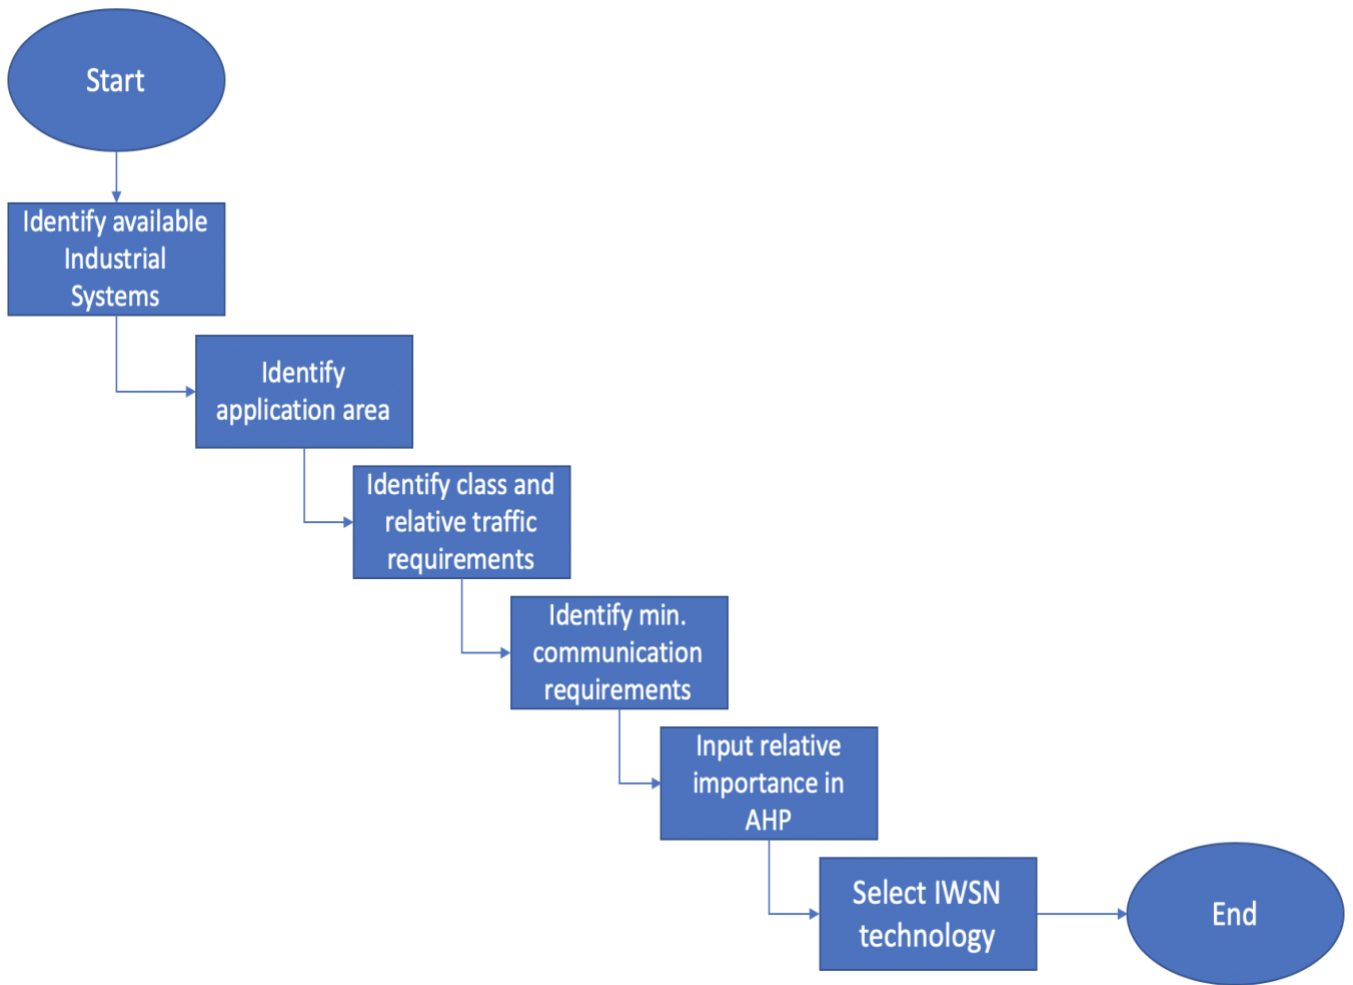 Start
Identify available
Industrial
Systems
Identify
application area
Identify class and
relative traffic
requirements
Identify min.
communication
requirements
Input relative
importance in
AHP
Select IWSN
technology
End